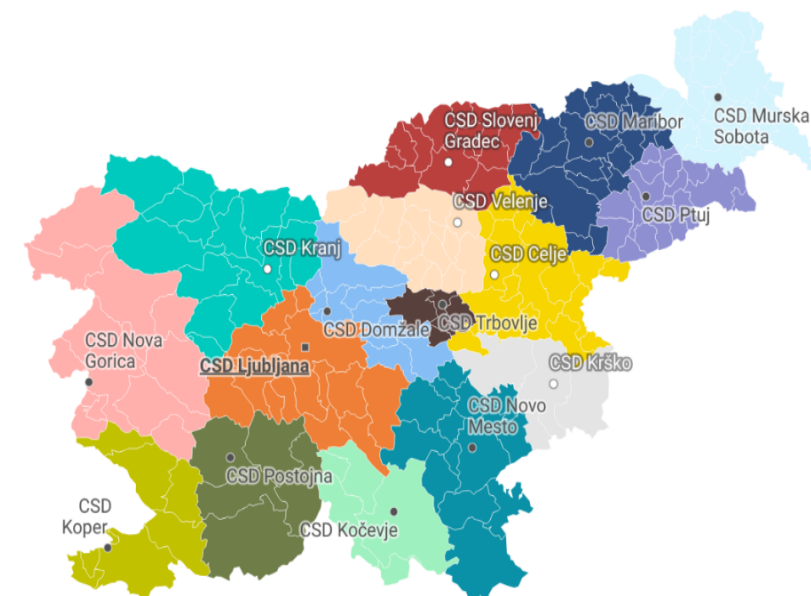 CSD Slovenj
Gradec
CSD Maribor
CSD Murska
Sobota
CSD Velenje
CSD Ptuj
CSD Kranj
CSD Celje
CSD Domžale
CSD Trbovlje
CSD Nova
Gorica
CSD Ljubljana
CSD Krško
CSD Novo
Mesto
CSD Postojna
CSD
Koper
CSD Kočevje